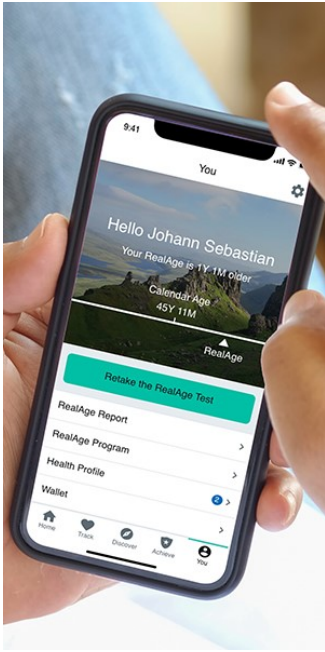 9:41
You
Hello Johann Sebastian
Your RealAge is 1Y 1M older
Calendar Age
45Y 11M
RealAge
Retake the RealAge Test
RealAge Report
RealAge Program
Health Profile
2
Wallet
Home
Track
Discover
Achieve
You